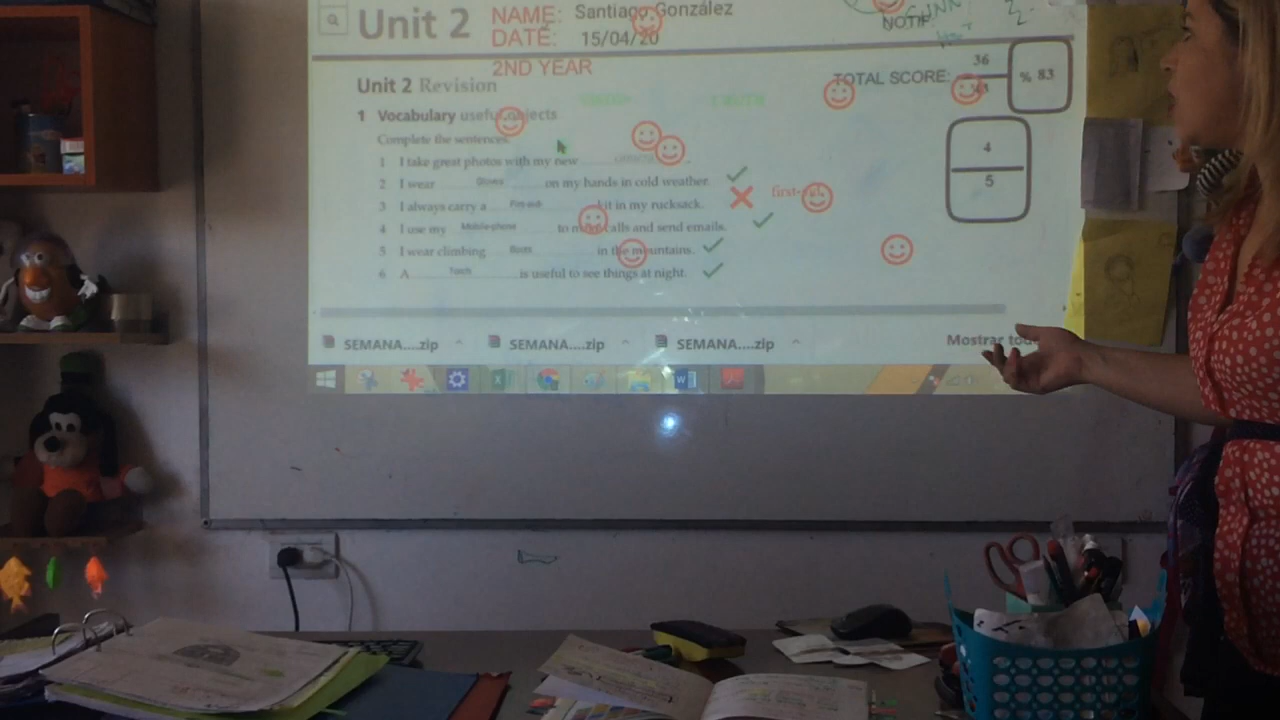 Unit 2 NAME: Santiago González
DATE: 15/04/20
2ND YEAR
Unit 2 Revision
TOTAL SCORE: 36
% 83
1 Vocabulary useful objects
Complete the sentences.
4
5
1 I take great photos with my new camera.
2 I wear Gloves on my hands in cold weather.
3 I always carry a First-aid kit in my rucksack.
4 I use my Mobile-phone to make calls and send emails.
5 I wear climbing Boots in the mountains.
6 A Torch is useful to see things at night.
SEMANA....zip SEMANA....zip SEMANA....zip Mostrar